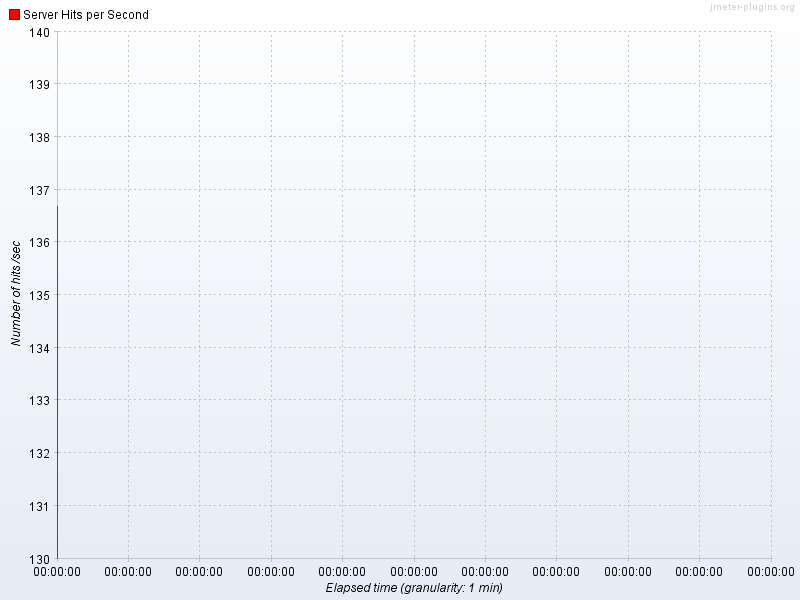 Server Hits per Second
jmeter-plugins.org
140
139
138
137
136
135
134
133
132
131
130
Number of hits /sec
00:00:00 00:00:00 00:00:00 00:00:00 00:00:00 00:00:00 00:00:00 00:00:00 00:00:00 00:00:00 00:00:00
Elapsed time (granularity: 1 min)